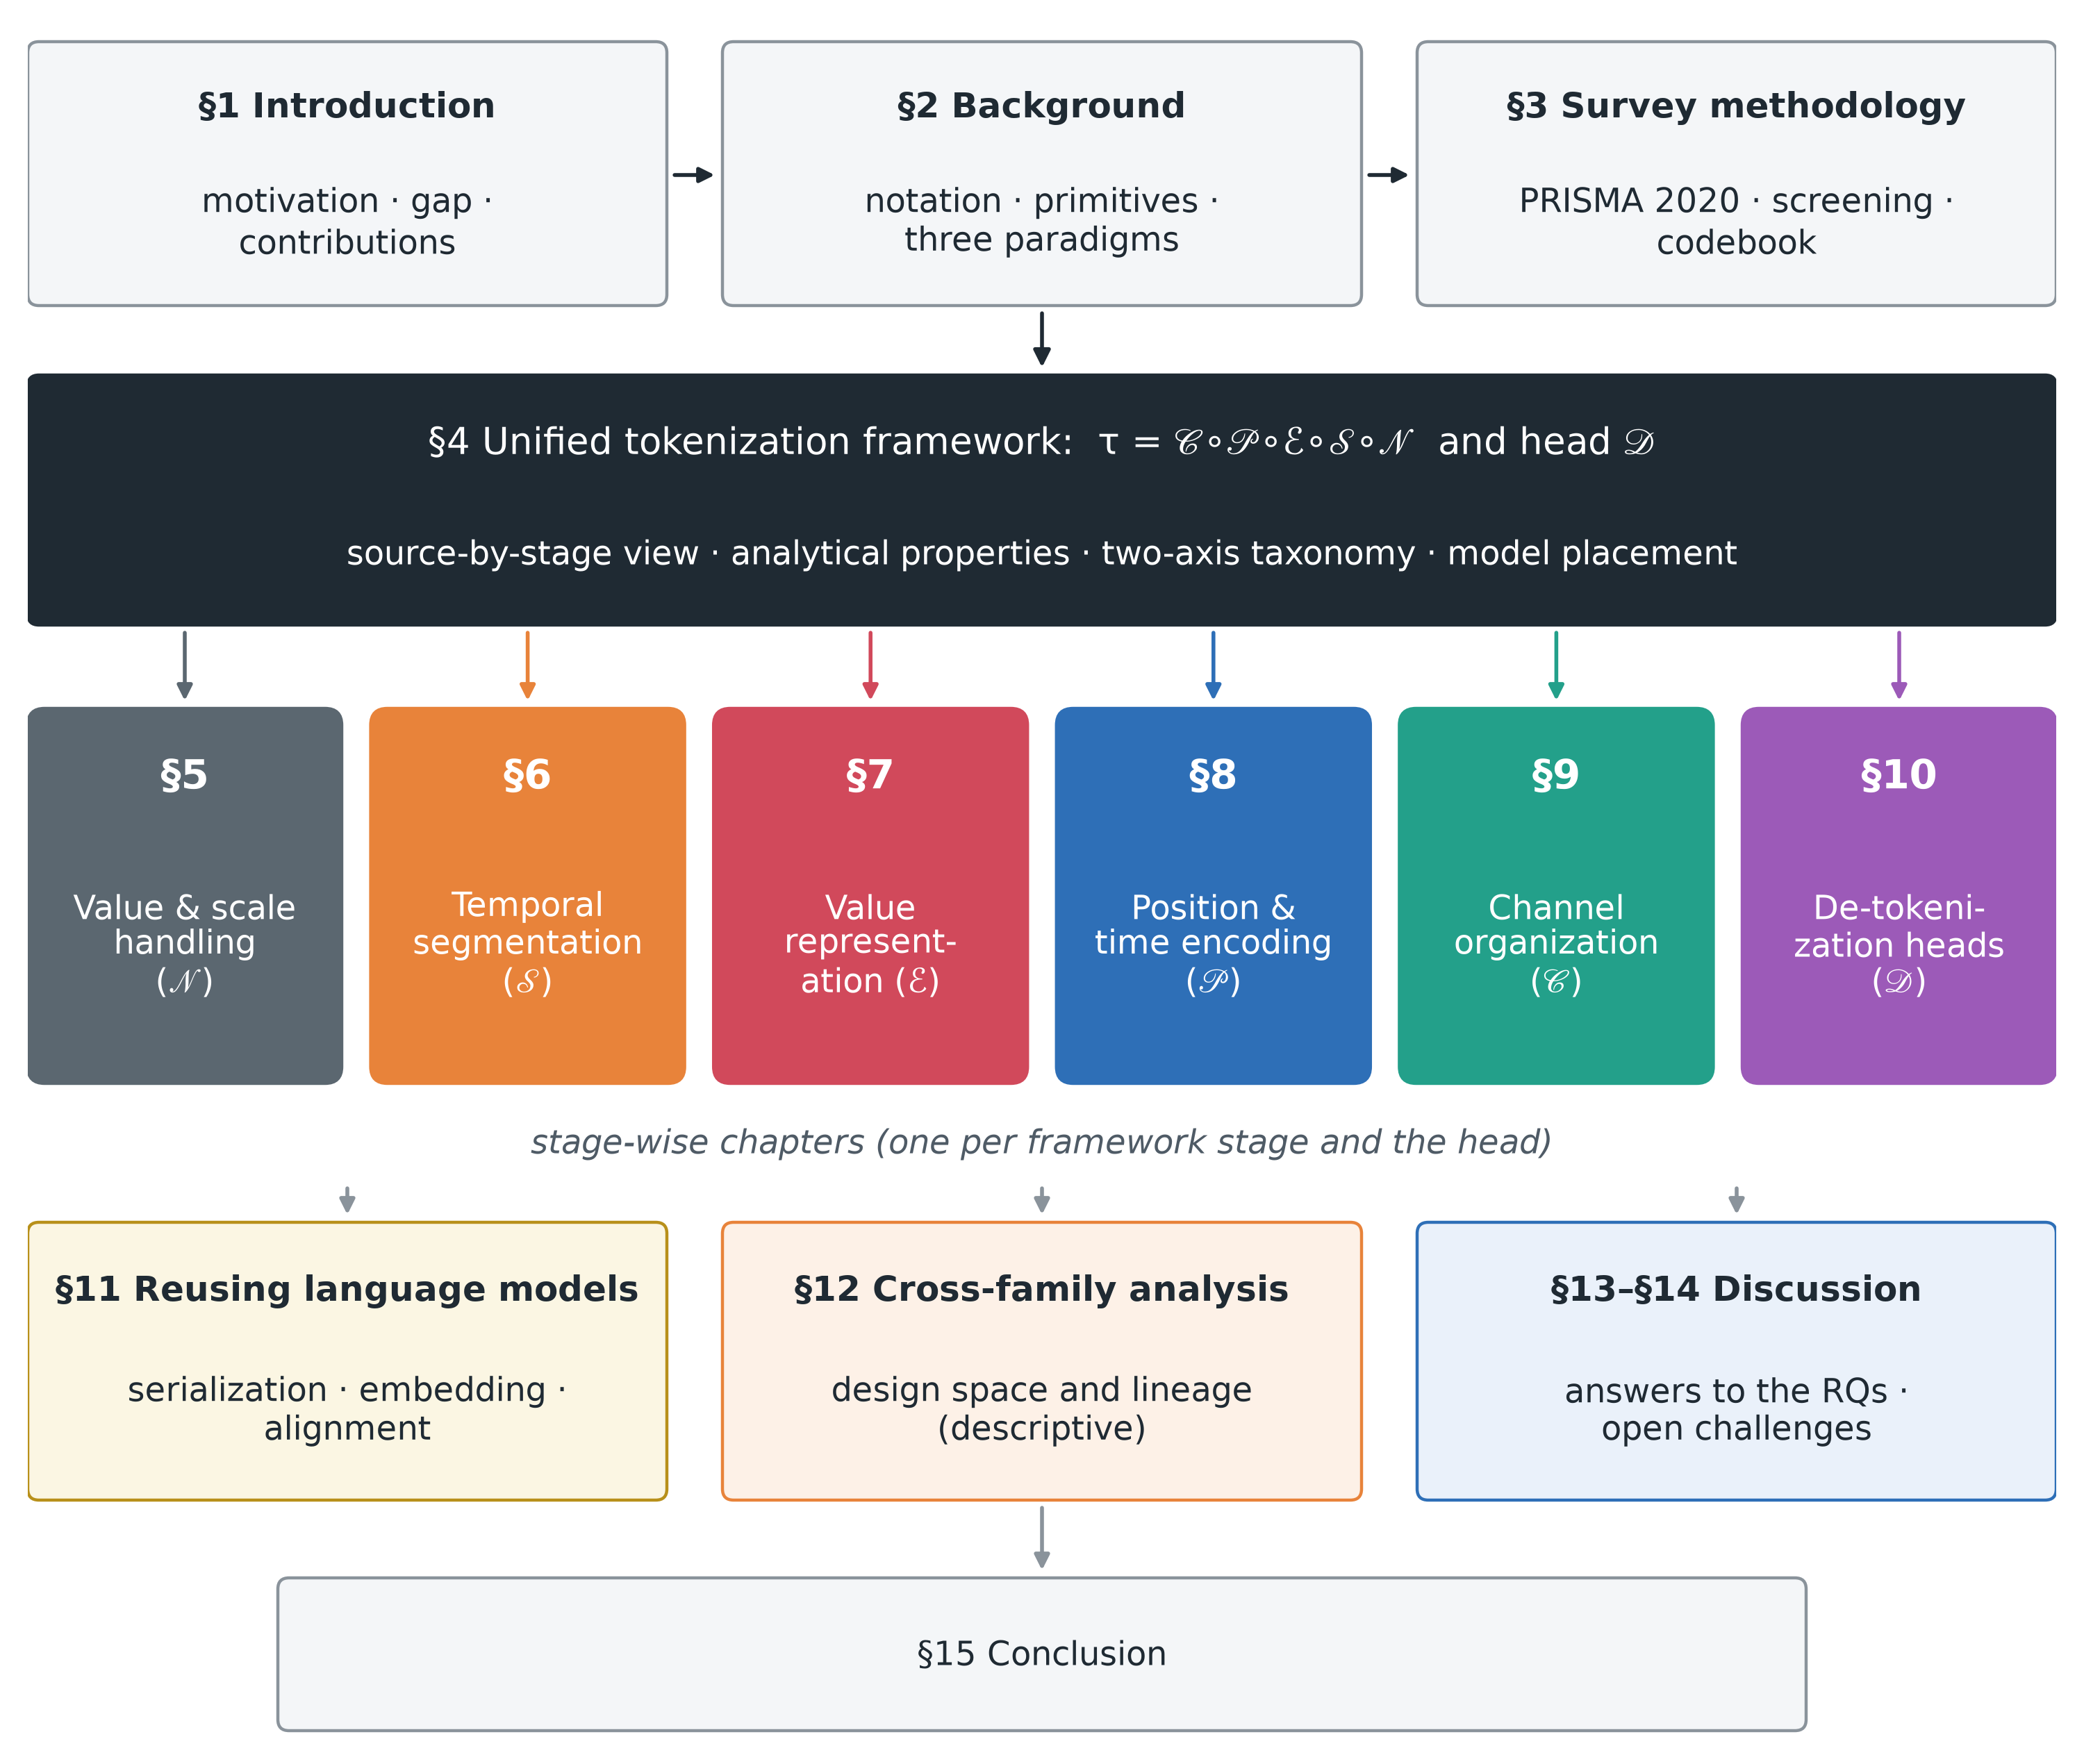 §1 Introduction
motivation · gap ·
contributions
§2 Background
notation · primitives ·
three paradigms
§3 Survey methodology
PRISMA 2020 · screening ·
codebook
§4 Unified tokenization framework: τ = 𝒞∘𝒫∘ℰ∘𝒮∘𝒩 and head 𝒟
source-by-stage view · analytical properties · two-axis taxonomy · model placement
§5
Value & scale
handling
(𝒩)
§6
Temporal
segmentation
(𝒮)
§7
Value
represent-
ation (ℰ)
§8
Position &
time encoding
(𝒫)
§9
Channel
organization
(𝒞)
§10
De-tokeni-
zation heads
(𝒟)
stage-wise chapters (one per framework stage and the head)
§11 Reusing language models
serialization · embedding ·
alignment
§12 Cross-family analysis
design space and lineage
(descriptive)
§13–§14 Discussion
answers to the RQs ·
open challenges
§15 Conclusion